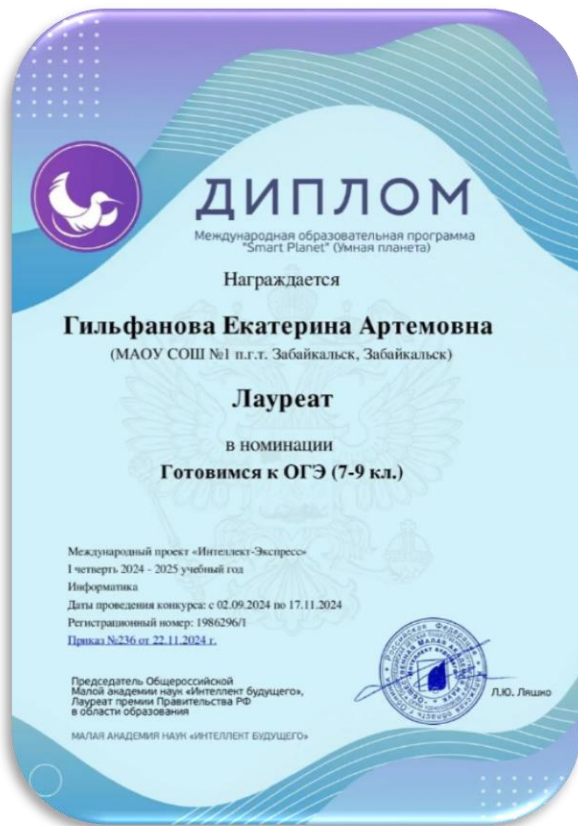 ДИПЛОМ
Международная образовательная программа
"Smart Planet" (Умная планета)
Награждается
Гильфанова Екатерина Артемовна
(МАОУ СОШ №1 п.г.т. Забайкальск, Забайкальск)
Лауреат
в номинации
Готовимся к ОГЭ (7-9 кл.)
Международный проект «Интеллект-Экспресс»
I четверть 2024 - 2025 учебный год
Информатика
Даты проведения конкурса: с 02.09.2024 по 17.11.2024
Регистрационный номер: 1986296/1
Приказ №236 от 22.11.2024 г.
Председатель Общероссийской
Малой академии наук «Интеллект будущего»,
Лауреат премии Правительства РФ
в области образования
Л.Ю. Ляшко
МАЛАЯ АКАДЕМИЯ НАУК «ИНТЕЛЛЕКТ БУДУЩЕГО»